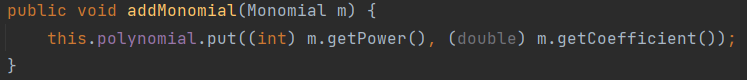 public void addMonomial(Monomial m) {
    this.polynomial.put((int) m.getPower(), (double) m.getCoefficient());
}